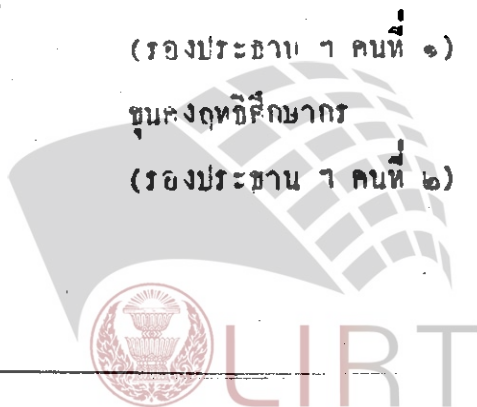 (รองประธาน ฯ คนที่ ๑)
ขุนคงฤทธิศึกษากร
(รองประธาน ฯ คนที่ ๒)
LIRT